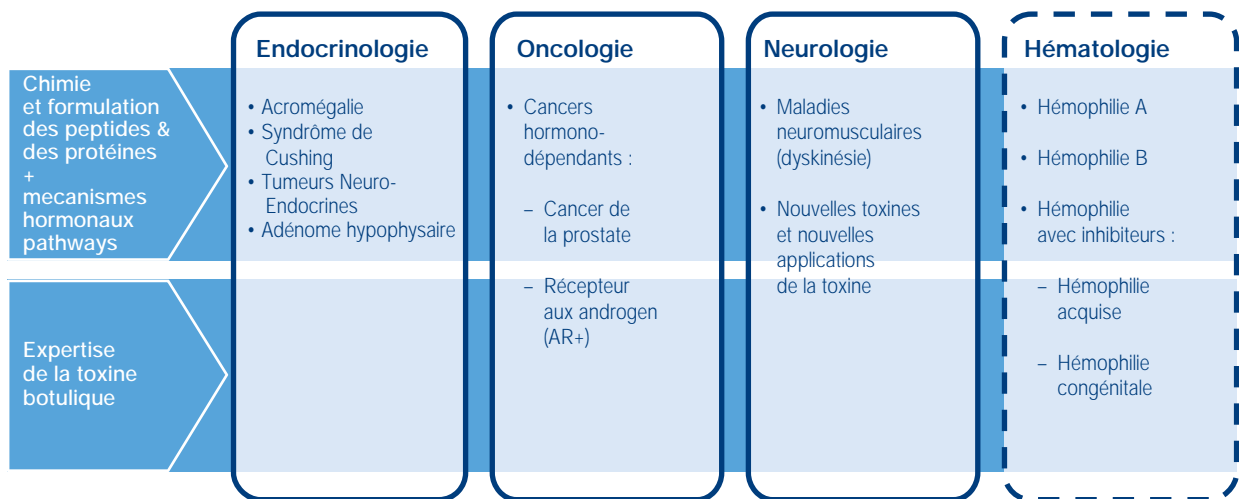 Endocrinologie
Oncologie
Neurologie
Hématologie
Chimie
et formulation
des peptides &
des protéines
+
mecanismes
hormonaux
pathways
• Acromégalie
• Syndrôme de
Cushing
• Tumeurs Neuro-
Endocrines
• Adénome hypophysaire
• Cancers
hormono-
dépendants :
– Cancer de
la prostate
– Récepteur
aux androgen
(AR+)
• Maladies
neuromusculaires
(dyskinésie)
• Nouvelles toxines
et nouvelles
applications
de la toxine
• Hémophilie A
• Hémophilie B
• Hémophilie
avec inhibiteurs :
– Hémophilie
acquise
– Hémophilie
congénitale
Expertise
de la toxine
botulique